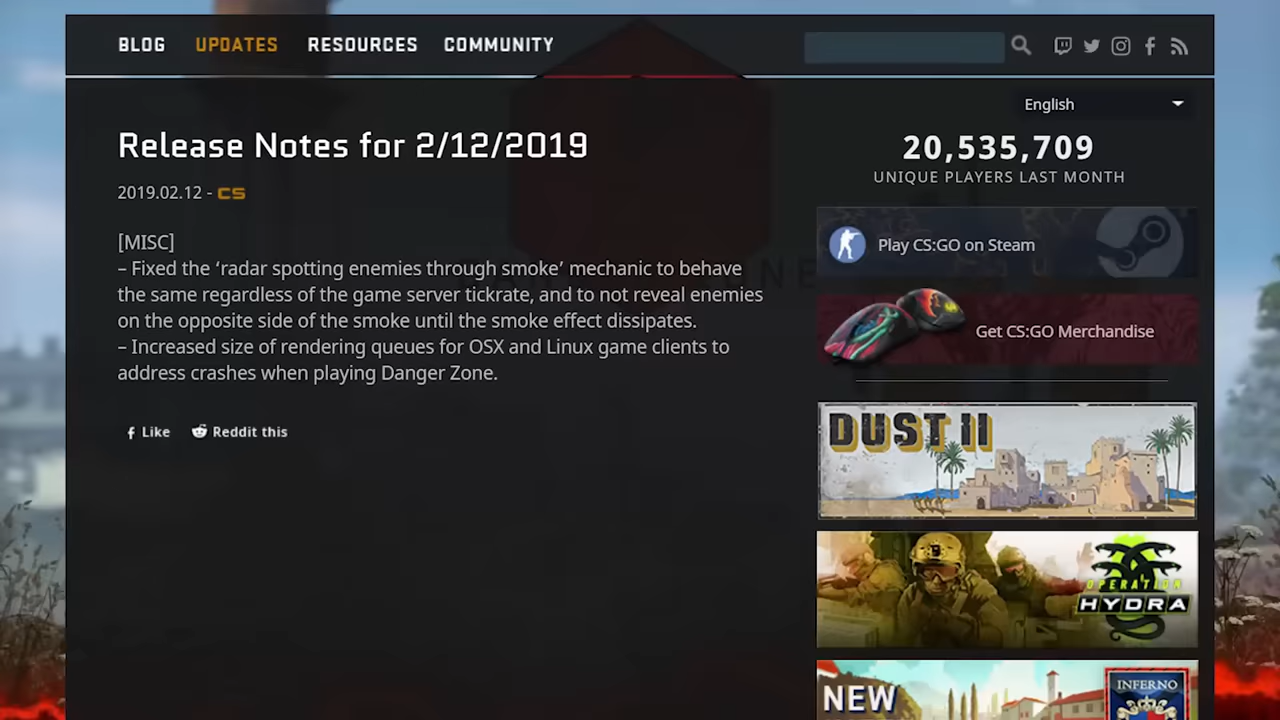 BLOG UPDATES RESOURCES COMMUNITY
English
Release Notes for 2/12/2019
2019.02.12 - CS
[MISC]
– Fixed the ‘radar spotting enemies through smoke’ mechanic to behave
the same regardless of the game server tickrate, and to not reveal enemies
on the opposite side of the smoke until the smoke effect dissipates.
– Increased size of rendering queues for OSX and Linux game clients to
address crashes when playing Danger Zone.
Like Reddit this
20,535,709
UNIQUE PLAYERS LAST MONTH
Play CS:GO on Steam
Get CS:GO Merchandise
DUST II
OPERATION
HYDRA
NEW
INFERNO